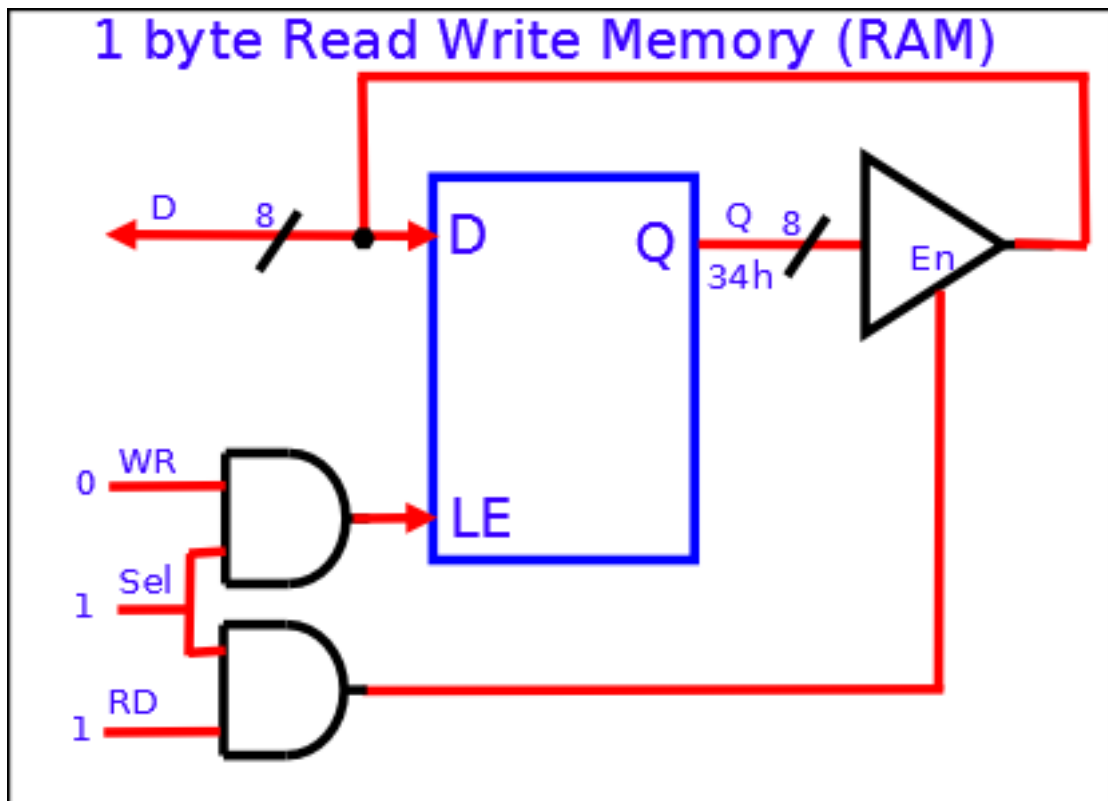 1 byte Read Write Memory (RAM)
D
8
D
Q
Q
8
34h
En
WR
0
LE
Sel
1
RD
1